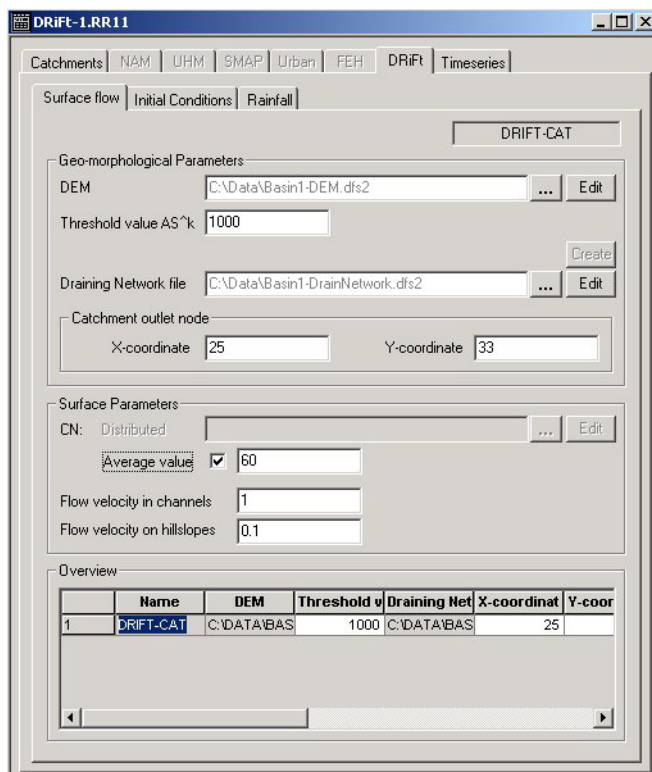 DRiFt-1.RR11
Catchments NAM UHM SMAP Urban FEH DRiFt Timeseries
Surface flow Initial Conditions Rainfall
DRIFT-CAT
Geo-morphological Parameters
DEM C:\Data\Basin1-DEM.dfs2 ... Edit
Threshold value AS^k 1000
Create
Draining Network file C:\Data\Basin1-DrainNetwork.dfs2 ... Edit
Catchment outlet node
X-coordinate 25 Y-coordinate 33
Surface Parameters
CN: Distributed ... Edit
Average value 60
Flow velocity in channels 1
Flow velocity on hillslopes 0.1
Overview
Name DEM Threshold v Draining Net X-coordinat Y-coor
1 DRIFT-CAT C:\DATA\BAS 1000 C:\DATA\BAS 25